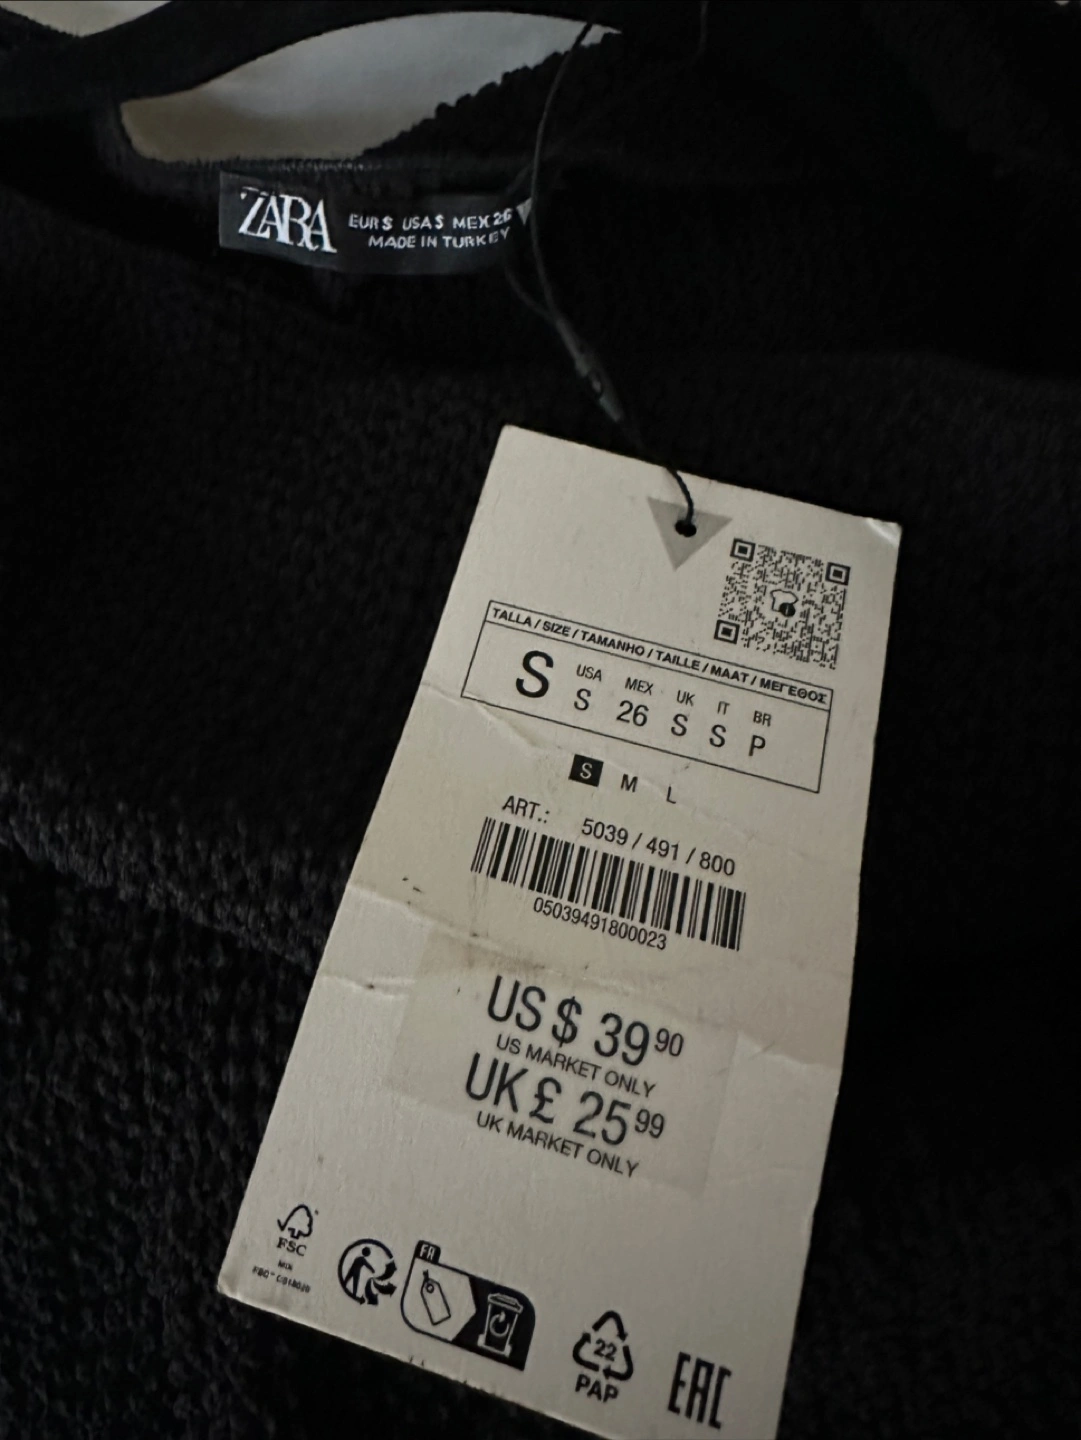 ZARA
EUR S USA S MEX 26
MADE IN TURKEY
TALLA / SIZE / TAMANHO / TAILLE / MAAT / ΜΕΓΕΘΟΣ
S USA MEX UK IT BR
S 26 S S P
S M L
ART.: 5039 / 491 / 800
05039491800023
US $ 39 90
US MARKET ONLY
UK £ 25 99
UK MARKET ONLY
FSC
MIX
FR
22
PAP
EAC